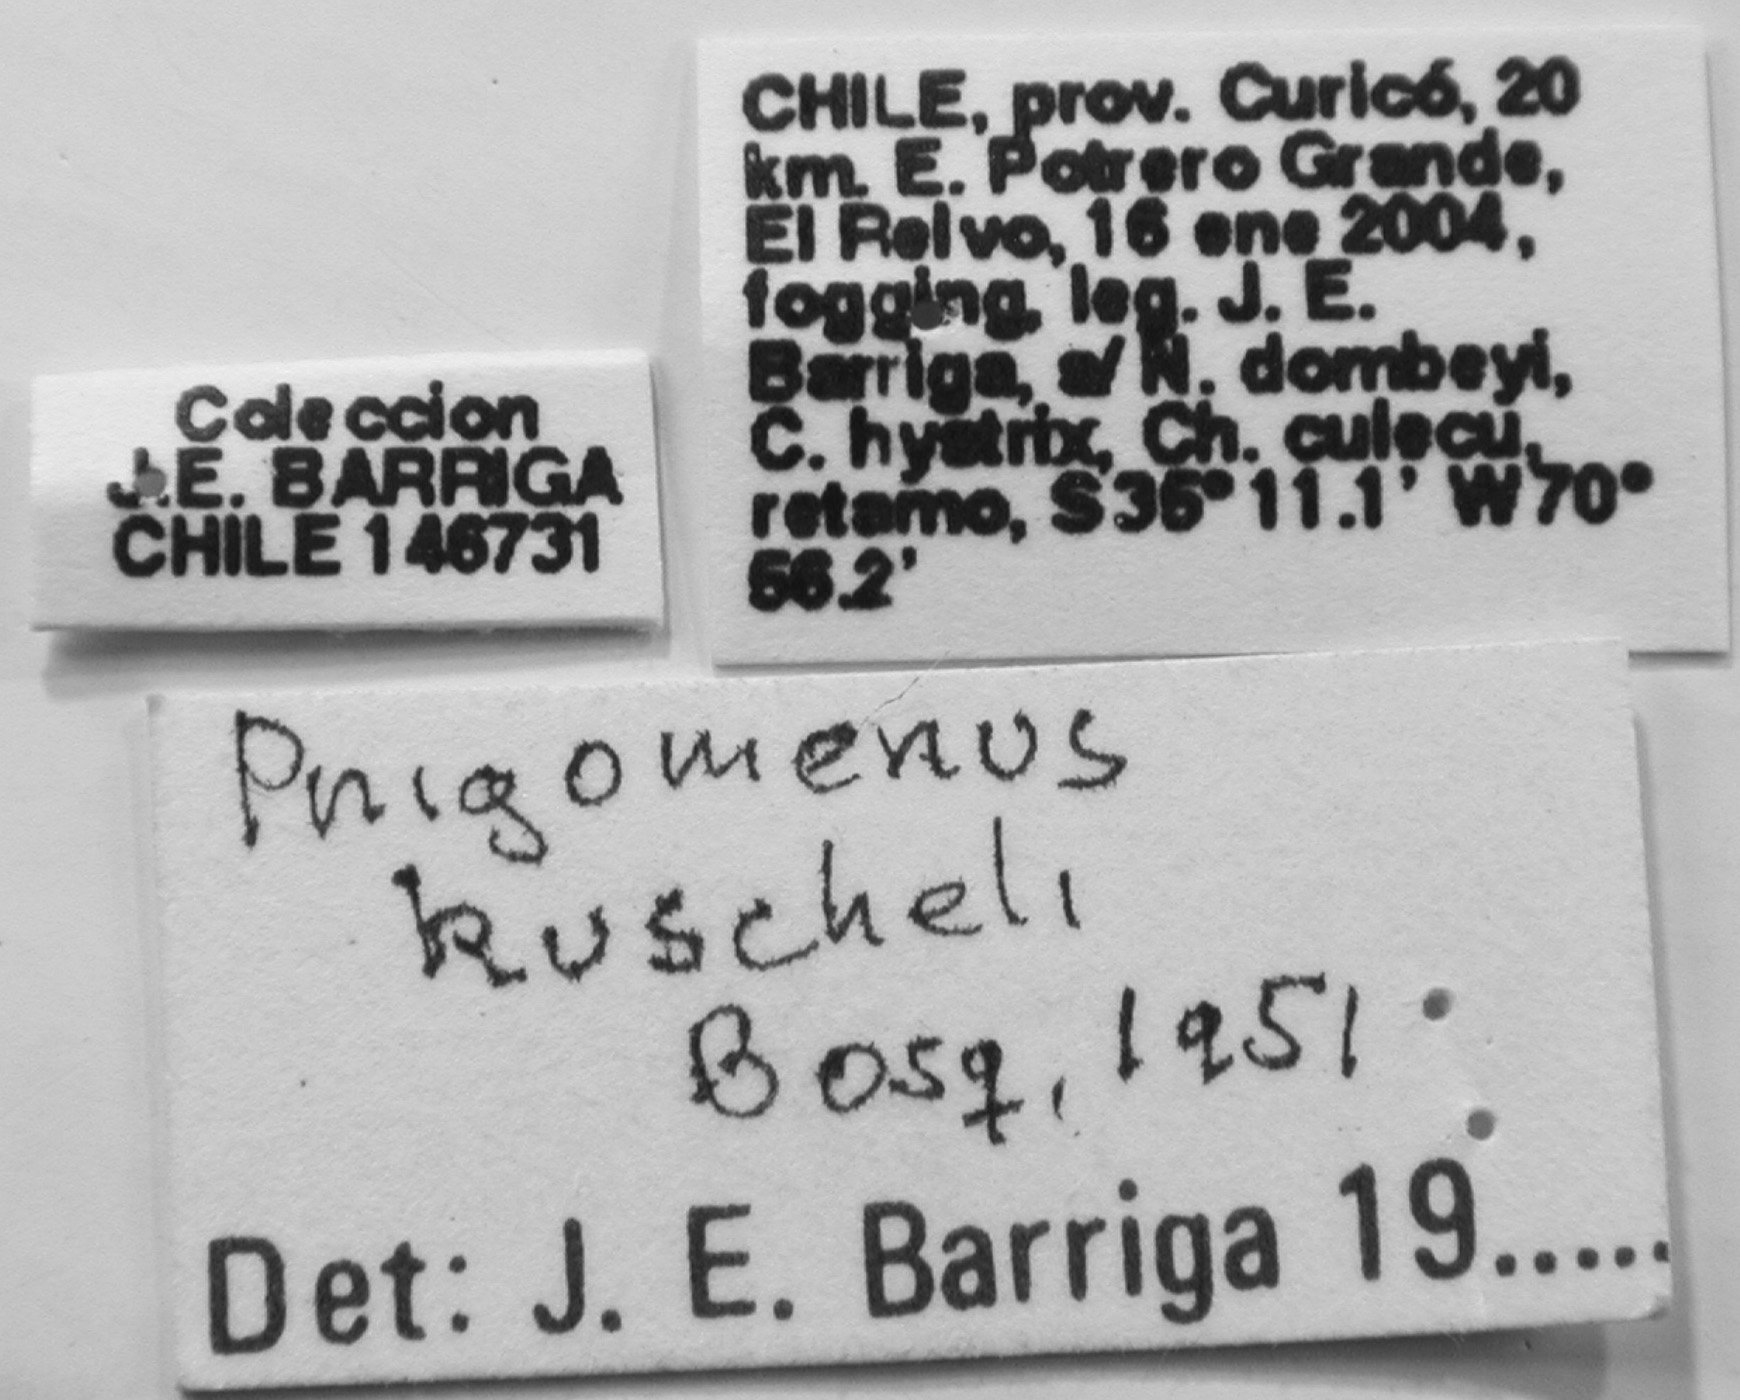 Coleccion
J.E. BARRIGA
CHILE 146731
CHILE, prov. Curicó, 20
km. E. Potrero Grande,
El Relvo, 16 ene 2004,
fogging, leg. J. E.
Barriga, s/ N. dombeyi,
C. hystrix, Ch. culecu,
retamo, S35°11.1' W70°
56.2'
Pnigomenus
kuscheli
Bosq, 1951
Det: J. E. Barriga 19.....